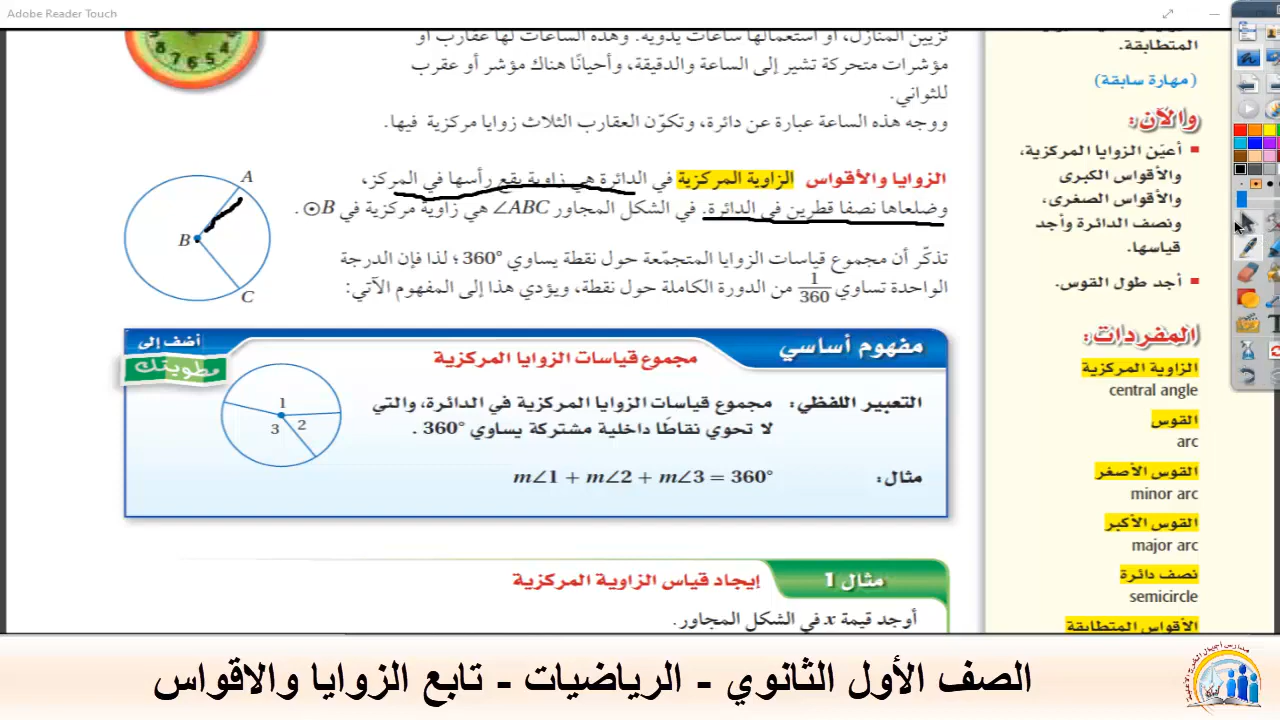 Adobe Reader Touch
تزيين المنازل، أو استعمالها ساعات يدوية. وهذه الساعات لها عقارب أو
مؤشرات متحركة تشير إلى الساعة والدقيقة، وأحيانًا هناك مؤشر أو عقرب
للثواني.
ووجه هذه الساعة عبارة عن دائرة، وتكوّن العقارب الثلاث زوايا مركزية فيها.
الزوايا والأقواس الزاوية المركزية في الدائرة هي زاوية يقع رأسها في المركز،
وضلعاها نصفا قطرين في الدائرة. في الشكل المجاور ∠ABC هي زاوية مركزية في ⊙B .
تذكّر أن مجموع قياسات الزوايا المتجمّعة حول نقطة يساوي 360° ؛ لذا فإن الدرجة
الواحدة تساوي 1/360 من الدورة الكاملة حول نقطة، ويؤدي هذا إلى المفهوم الآتي:
A
B
C
مفهوم أساسي
مجموع قياسات الزوايا المركزية
أضف إلى
مطويتك
التعبير اللفظي: مجموع قياسات الزوايا المركزية في الدائرة، والتي
لا تحوي نقاطًا داخلية مشتركة يساوي 360° .
مثال: m∠1 + m∠2 + m∠3 = 360°
1
2
3
مثال 1
إيجاد قياس الزاوية المركزية
أوجد قيمة x في الشكل المجاور.
المتطابقة.
(مهارة سابقة)
والآن:
أعيّن الزوايا المركزية،
والأقواس الكبرى
والأقواس الصغرى،
ونصف الدائرة وأجد
قياسها.
أجد طول القوس.
المفردات:
الزاوية المركزية
central angle
القوس
arc
القوس الأصغر
minor arc
القوس الأكبر
major arc
نصف دائرة
semicircle
الأقواس المتطابقة
الصف الأول الثانوي - الرياضيات - تابع الزوايا والاقواس